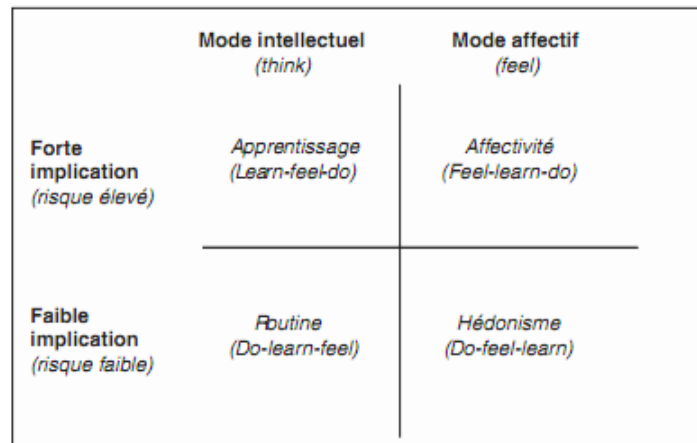 Mode intellectuel
(think)
Mode affectif
(feel)
Forte
implication
(risque élevé)
Apprentissage
(Learn-feel-do)
Affectivité
(Feel-learn-do)
Faible
implication
(risque faible)
Routine
(Do-learn-feel)
Hédonisme
(Do-feel-learn)